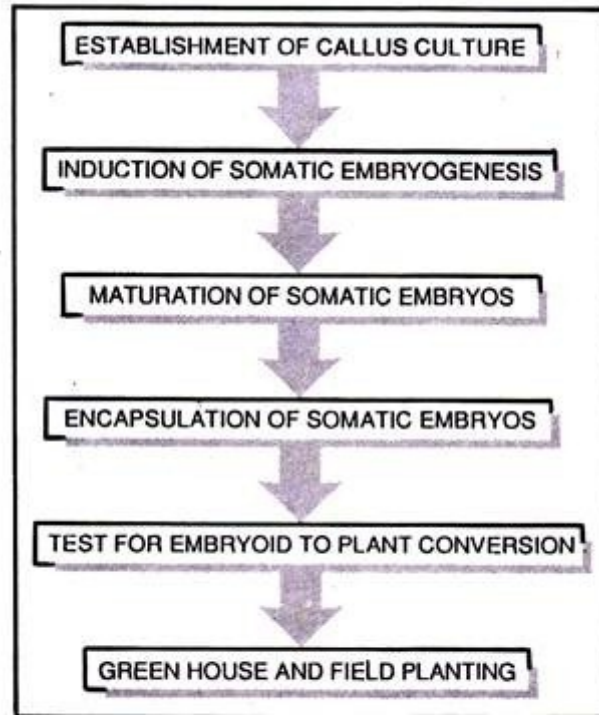 ESTABLISHMENT OF CALLUS CULTURE
INDUCTION OF SOMATIC EMBRYOGENESIS
MATURATION OF SOMATIC EMBRYOS
ENCAPSULATION OF SOMATIC EMBRYOS
TEST FOR EMBRYOID TO PLANT CONVERSION
GREEN HOUSE AND FIELD PLANTING